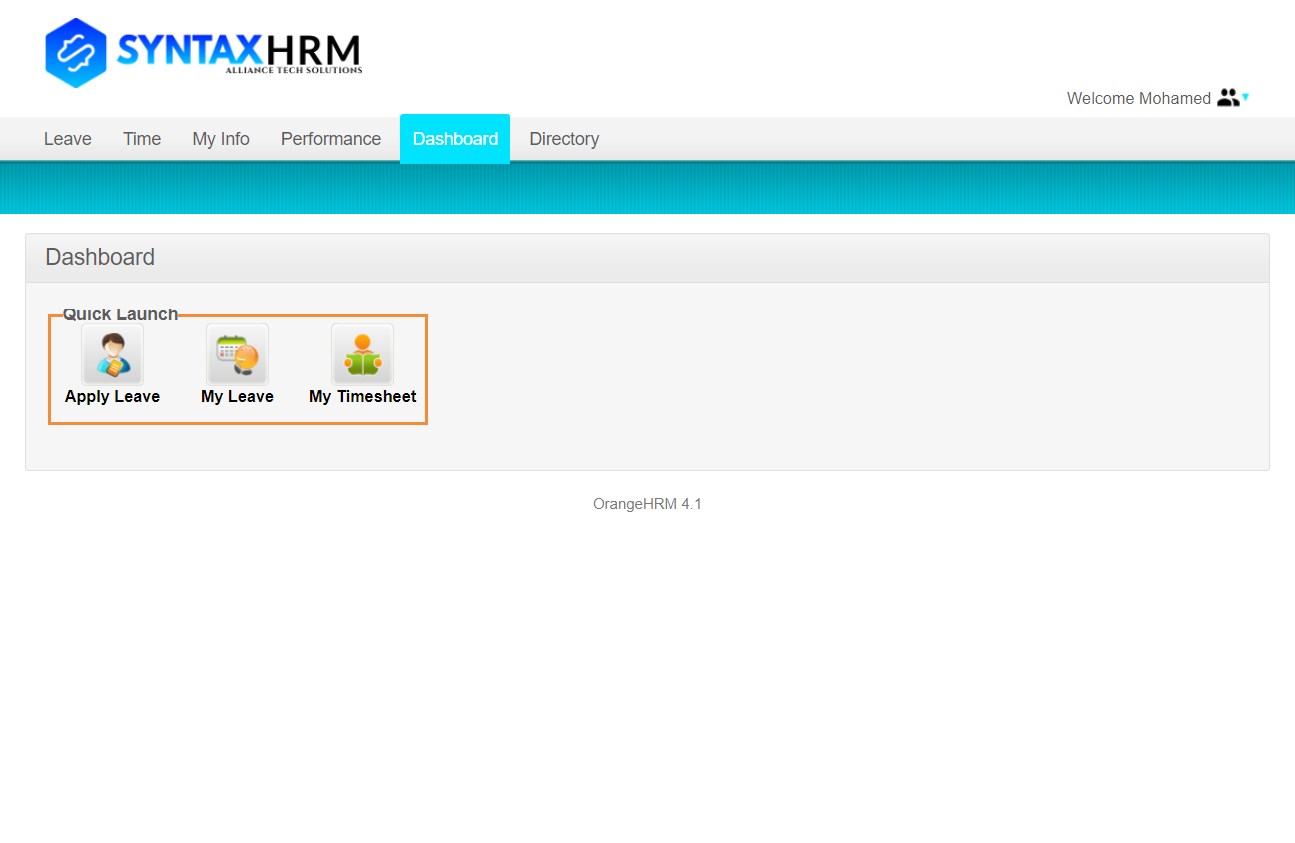 SYNTAXHRM
ALLIANCE TECH SOLUTIONS
Welcome Mohamed
Leave Time My Info Performance Dashboard Directory
Dashboard
Quick Launch
Apply Leave My Leave My Timesheet
OrangeHRM 4.1